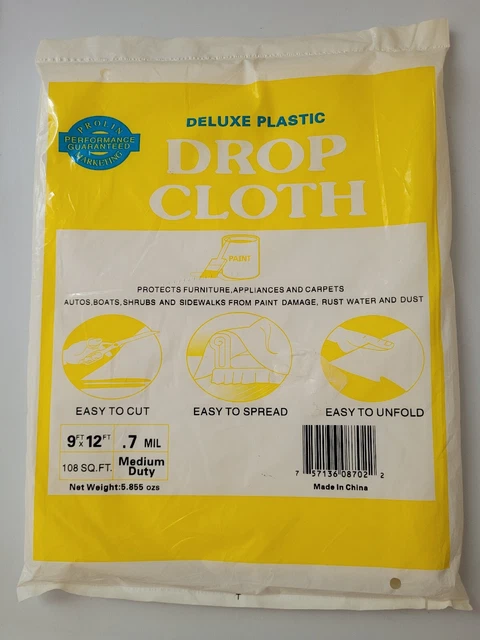 PROLIN
PERFORMANCE
GUARANTEED
MARKETING
DELUXE PLASTIC
DROP
CLOTH
PAINT
PROTECTS FURNITURE,APPLIANCES AND CARPETS
AUTOS,BOATS,SHRUBS AND SIDEWALKS FROM PAINT DAMAGE, RUST WATER AND DUST
EASY TO CUT EASY TO SPREAD EASY TO UNFOLD
9FT x 12FT .7 MIL
108 SQ.FT. Medium Duty
Net Weight:5.855 ozs
7 57136 08702 2
Made In China
T